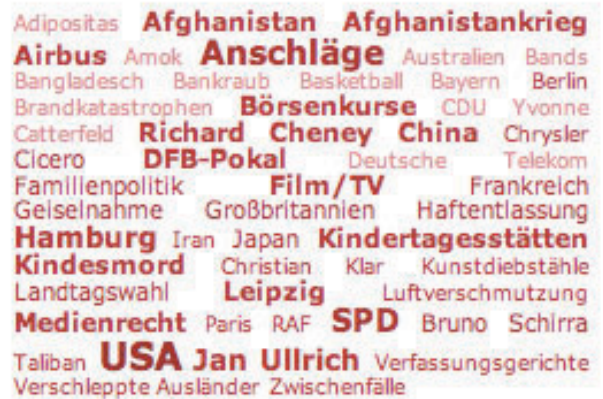 Adipositas Afghanistan Afghanistankrieg
Airbus Amok Anschläge Australien Bands
Bangladesch Bankraub Basketball Bayern Berlin
Brandkatastrophen Börsenkurse CDU Yvonne
Catterfeld Richard Cheney China Chrysler
Cicero DFB-Pokal Deutsche Telekom
Familienpolitik Film/TV Frankreich
Geiselnahme Großbritannien Haftentlassung
Hamburg Iran Japan Kindertagesstätten
Kindesmord Christian Klar Kunstdiebstähle
Landtagswahl Leipzig Luftverschmutzung
Medienrecht Paris RAF SPD Bruno Schirra
Taliban USA Jan Ullrich Verfassungsgerichte
Verschleppte Ausländer Zwischenfälle